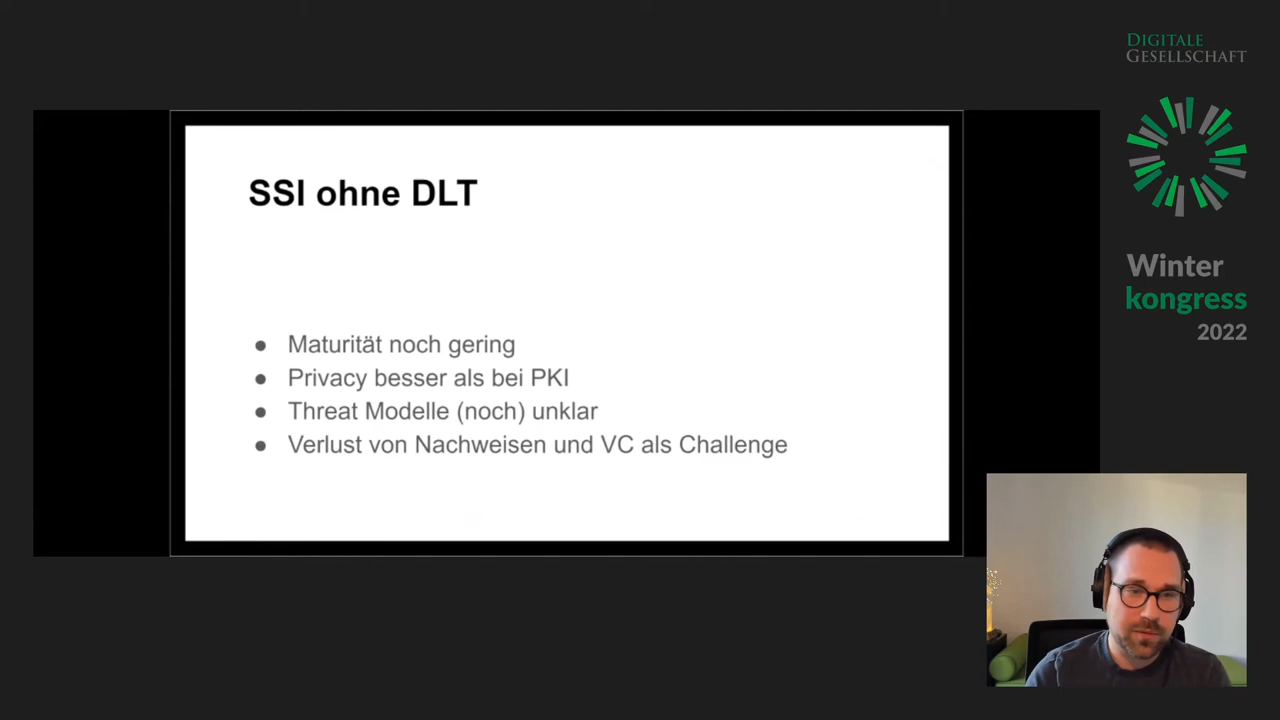 DIGITALE
GESELLSCHAFT
SSI ohne DLT
Winter
kongress
2022
● Maturität noch gering
● Privacy besser als bei PKI
● Threat Modelle (noch) unklar
● Verlust von Nachweisen und VC als Challenge